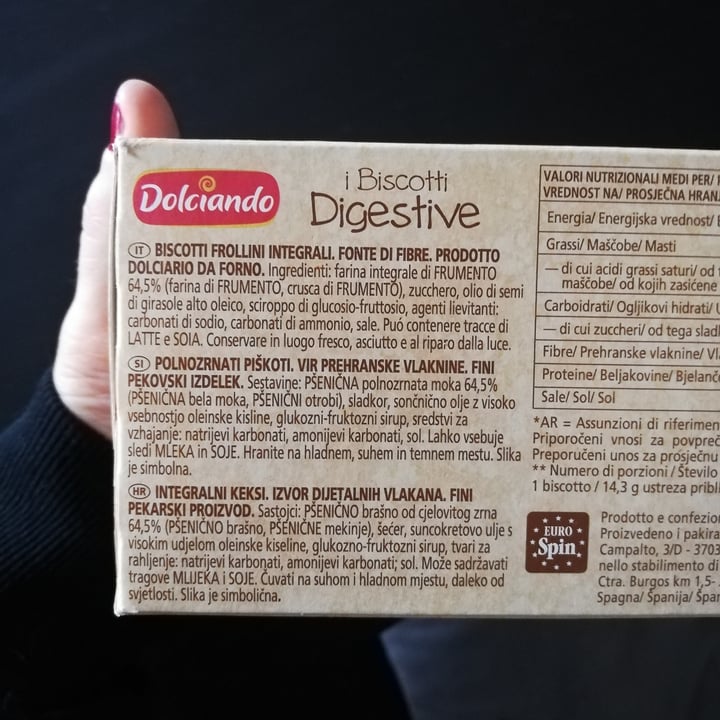 Dolciando
i Biscotti
Digestive
IT BISCOTTI FROLLINI INTEGRALI. FONTE DI FIBRE. PRODOTTO
DOLCIARIO DA FORNO. Ingredienti: farina integrale di FRUMENTO
64,5% (farina di FRUMENTO, crusca di FRUMENTO), zucchero, olio di semi
di girasole alto oleico, sciroppo di glucosio-fruttosio, agenti lievitanti:
carbonati di sodio, carbonati di ammonio, sale. Puó contenere tracce di
LATTE e SOIA. Conservare in luogo fresco, asciutto e al riparo dalla luce.
SI POLNOZRNATI PIŠKOTI. VIR PREHRANSKE VLAKNINE. FINI
PEKOVSKI IZDELEK. Sestavine: PŠENIČNA polnozrnata moka 64,5%
(PŠENIČNA bela moka, PŠENIČNI otrobi), sladkor, sončnično olje z visoko
vsebnostjo oleinske kisline, glukozni-fruktozni sirup, sredstvi za
vzhajanje: natrijevi karbonati, amonijevi karbonati, sol. Lahko vsebuje
sledi MLEKA in SOJE. Hranite na hladnem, suhem in temnem mestu. Slika
je simbolna.
HR INTEGRALNI KEKSI. IZVOR DIJETALNIH VLAKANA. FINI
PEKARSKI PROIZVOD. Sastojci: PŠENIČNO brašno od cjelovitog zrna
64,5% (PŠENIČNO brašno, PŠENIČNE mekinje), šećer, suncokretovo ulje s
visokim udjelom oleinske kiseline, glukozno-fruktozni sirup, tvari za
rahljenje: natrijevi karbonati, amonijevi karbonati; sol. Može sadržavati
tragove MLIJEKA i SOJE. Čuvati na suhom i hladnom mjestu, daleko od
svjetlosti. Slika je simbolična.
VALORI NUTRIZIONALI MEDI PER/
VREDNOST NA/ PROSJEČNA HRANJ
Energia/ Energijska vrednost/
Grassi/ Maščobe/ Masti
— di cui acidi grassi saturi/ od
maščobe/ od kojih zasićene
Carboidrati/ Ogljikovi hidrati/
— di cui zuccheri/ od tega slad
Fibre/ Prehranske vlaknine/
Proteine/ Beljakovine/ Bjelanč
Sale/ Sol/ Sol
*AR = Assunzioni di riferimen
Priporočeni vnosi za povpreč
Preporučeni unos za prosječnu
** Numero di porzioni / Število
1 biscotto / 14,3 g ustreza pribl
EURO
Spin
Prodotto e confezion
Proizvedeno i pakira
Campalto, 3/D - 3703
nello stabilimento di
Ctra. Burgos km 1,5-
Spagna/ Španija/ Špan